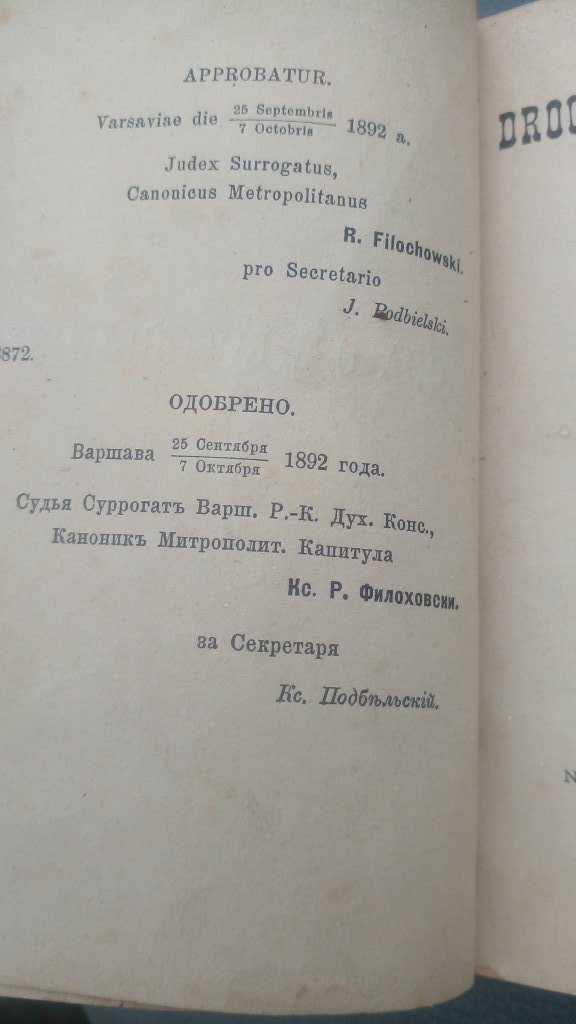 APPROBATUR.
Varsaviae die 25 Septembris / 7 Octobris 1892 a.
Judex Surrogatus,
Canonicus Metropolitanus
R. Filochowski.
pro Secretario
J. Podbielski.
872.
ОДОБРЕНО.
Варшава 25 Сентября / 7 Октября 1892 года.
Судья Суррогатъ Варш. Р.-К. Дух. Конс.,
Каноникъ Митрополит. Капитула
Кс. Р. Филоховски.
за Секретаря
Кс. Подбѣльскій.
DROG
N